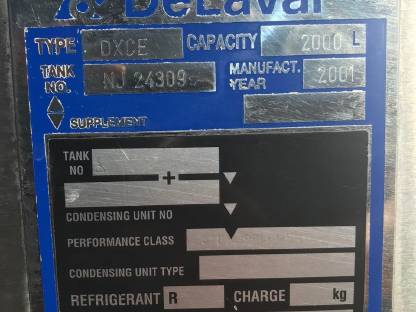 DeLaval
TYPE DXCE CAPACITY 2000 L
TANK NO. NJ 24309 MANUFACT. YEAR 2001
SUPPLEMENT
TANK NO
+
CONDENSING UNIT NO
PERFORMANCE CLASS
CONDENSING UNIT TYPE
REFRIGERANT R CHARGE kg